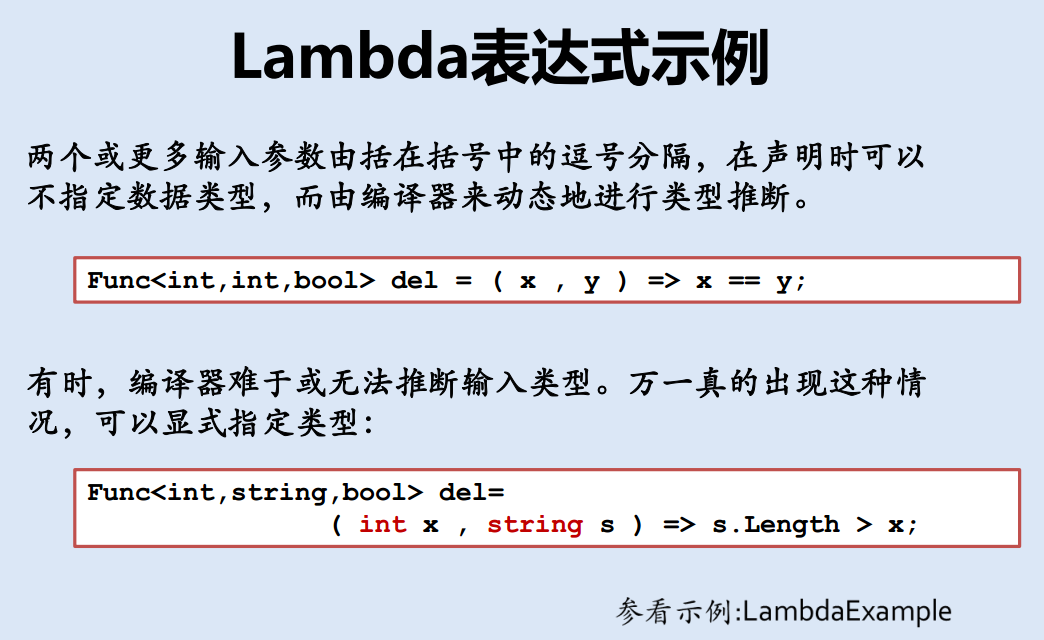 Lambda表达式示例
两个或更多输入参数由括在括号中的逗号分隔，在声明时可以
不指定数据类型，而由编译器来动态地进行类型推断。
Func<int,int,bool> del = ( x , y ) => x == y;
有时，编译器难于或无法推断输入类型。万一真的出现这种情
况，可以显式指定类型：
Func<int,string,bool> del=
( int x , string s ) => s.Length > x;
参看示例:LambdaExample